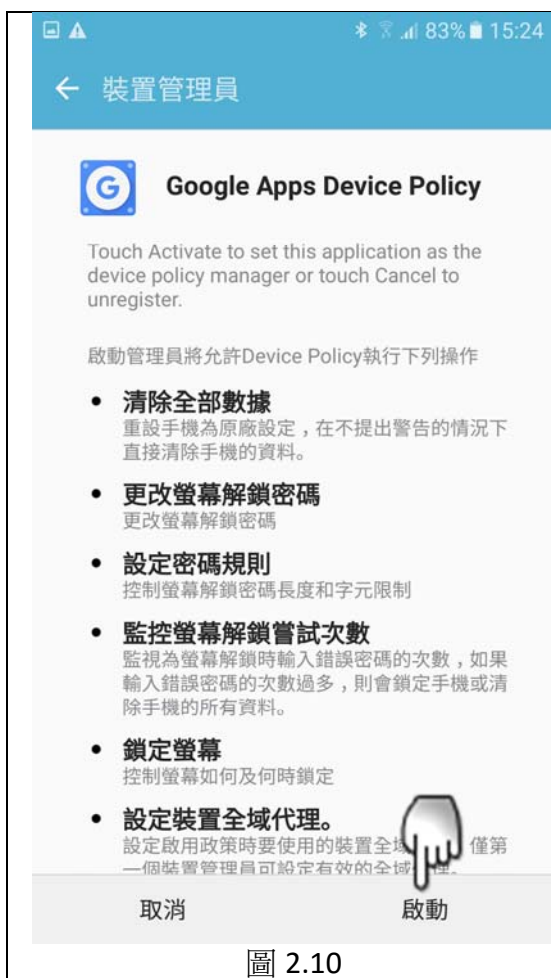 83% 15:24
裝置管理員
Google Apps Device Policy
Touch Activate to set this application as the
device policy manager or touch Cancel to
unregister.
啟動管理員將允許Device Policy執行下列操作
• 清除全部數據
重設手機為原廠設定，在不提出警告的情況下
直接清除手機的資料。
• 更改螢幕解鎖密碼
更改螢幕解鎖密碼
• 設定密碼規則
控制螢幕解鎖密碼長度和字元限制
• 監控螢幕解鎖嘗試次數
監視為螢幕解鎖時輸入錯誤密碼的次數，如果
輸入錯誤密碼的次數過多，則會鎖定手機或清
除手機的所有資料。
• 鎖定螢幕
控制螢幕如何及何時鎖定
• 設定裝置全域代理。
設定啟用政策時要使用的裝置全域 僅第
一個裝置管理員可設定有效的全域
取消 啟動
圖 2.10